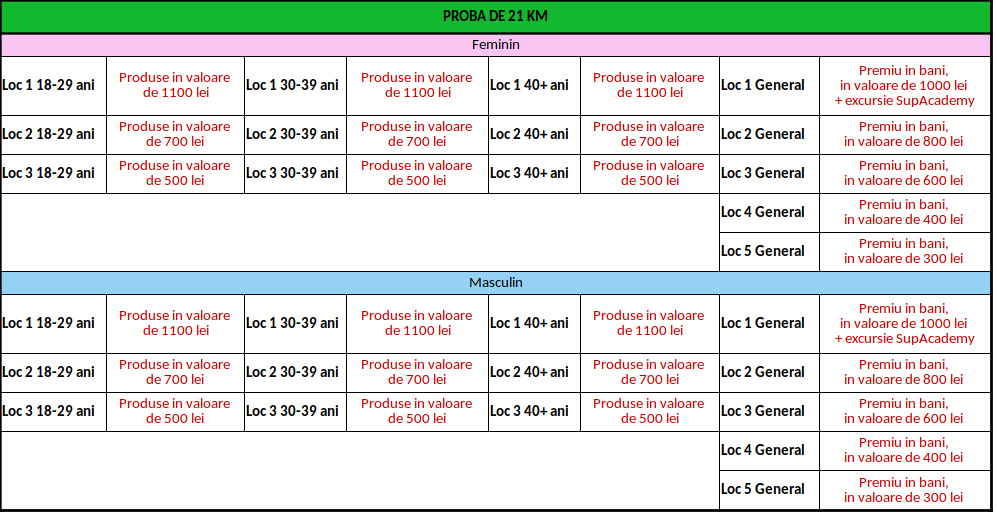 PROBA DE 21 KM
Feminin
Loc 1 18-29 ani
Produse in valoare
de 1100 lei
Loc 1 30-39 ani
Produse in valoare
de 1100 lei
Loc 1 40+ ani
Produse in valoare
de 1100 lei
Loc 1 General
Premiu in bani,
in valoare de 1000 lei
+ excursie SupAcademy
Loc 2 18-29 ani
Produse in valoare
de 700 lei
Loc 2 30-39 ani
Produse in valoare
de 700 lei
Loc 2 40+ ani
Produse in valoare
de 700 lei
Loc 2 General
Premiu in bani,
in valoare de 800 lei
Loc 3 18-29 ani
Produse in valoare
de 500 lei
Loc 3 30-39 ani
Produse in valoare
de 500 lei
Loc 3 40+ ani
Produse in valoare
de 500 lei
Loc 3 General
Premiu in bani,
in valoare de 600 lei
Loc 4 General
Premiu in bani,
in valoare de 400 lei
Loc 5 General
Premiu in bani,
in valoare de 300 lei
Masculin
Loc 1 18-29 ani
Produse in valoare
de 1100 lei
Loc 1 30-39 ani
Produse in valoare
de 1100 lei
Loc 1 40+ ani
Produse in valoare
de 1100 lei
Loc 1 General
Premiu in bani,
in valoare de 1000 lei
+ excursie SupAcademy
Loc 2 18-29 ani
Produse in valoare
de 700 lei
Loc 2 30-39 ani
Produse in valoare
de 700 lei
Loc 2 40+ ani
Produse in valoare
de 700 lei
Loc 2 General
Premiu in bani,
in valoare de 800 lei
Loc 3 18-29 ani
Produse in valoare
de 500 lei
Loc 3 30-39 ani
Produse in valoare
de 500 lei
Loc 3 40+ ani
Produse in valoare
de 500 lei
Loc 3 General
Premiu in bani,
in valoare de 600 lei
Loc 4 General
Premiu in bani,
in valoare de 400 lei
Loc 5 General
Premiu in bani,
in valoare de 300 lei